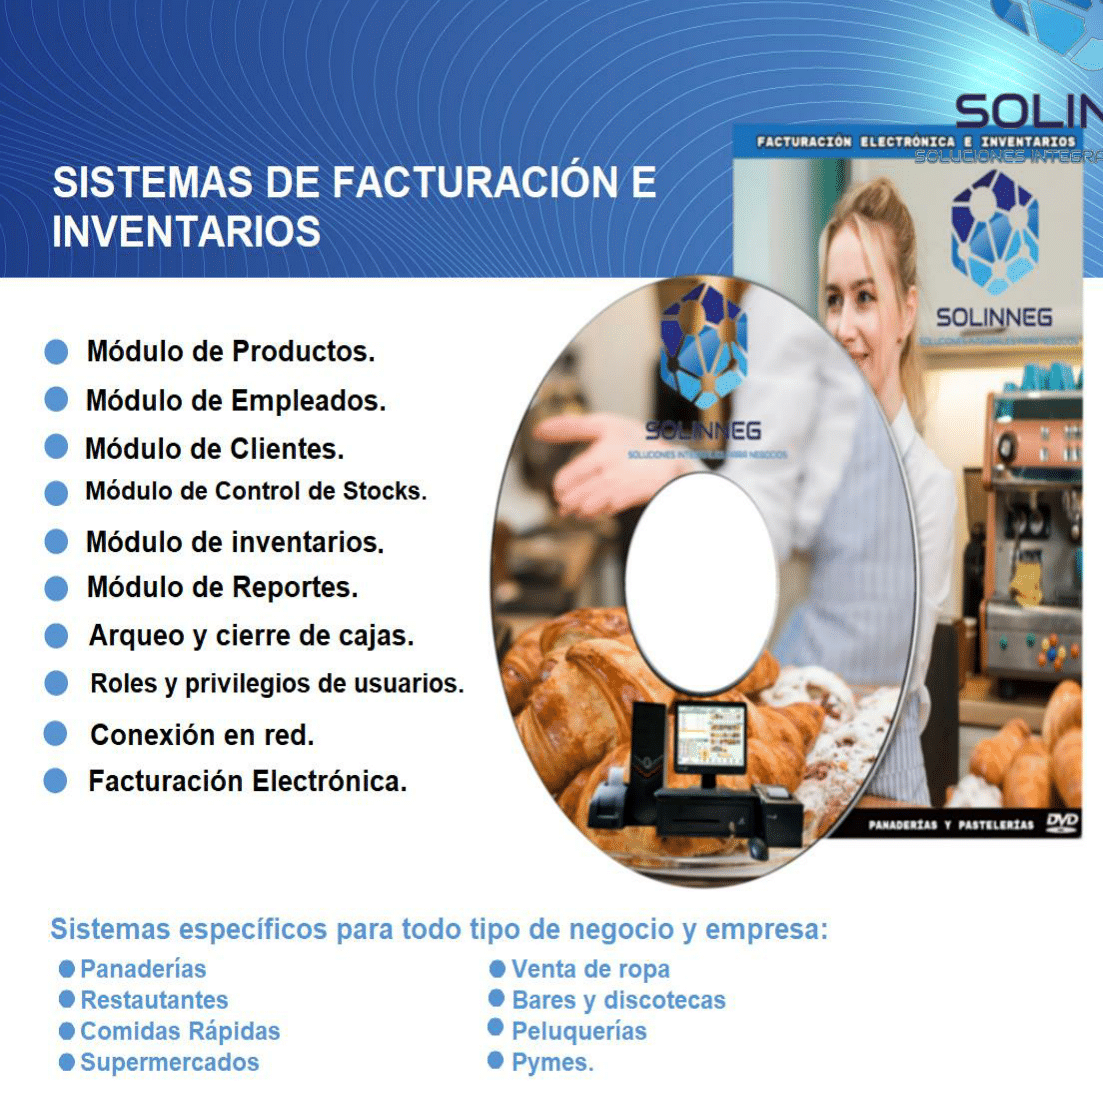 SOLIN
FACTURACIÓN ELECTRÓNICA E INVENTARIOS
SOLUCIONES INTEGRA
SISTEMAS DE FACTURACIÓN E
INVENTARIOS
SOLINNEG
Módulo de Productos.
Módulo de Empleados.
Módulo de Clientes.
Módulo de Control de Stocks.
Módulo de inventarios.
Módulo de Reportes.
Arqueo y cierre de cajas.
Roles y privilegios de usuarios.
Conexión en red.
Facturación Electrónica.
SOLINNEG
SOLUCIONES INTEGRALES PARA NEGOCIOS
PANADERÍAS Y PASTELERÍAS DVD
Sistemas específicos para todo tipo de negocio y empresa:
Panaderías
Restautantes
Comidas Rápidas
Supermercados
Venta de ropa
Bares y discotecas
Peluquerías
Pymes.